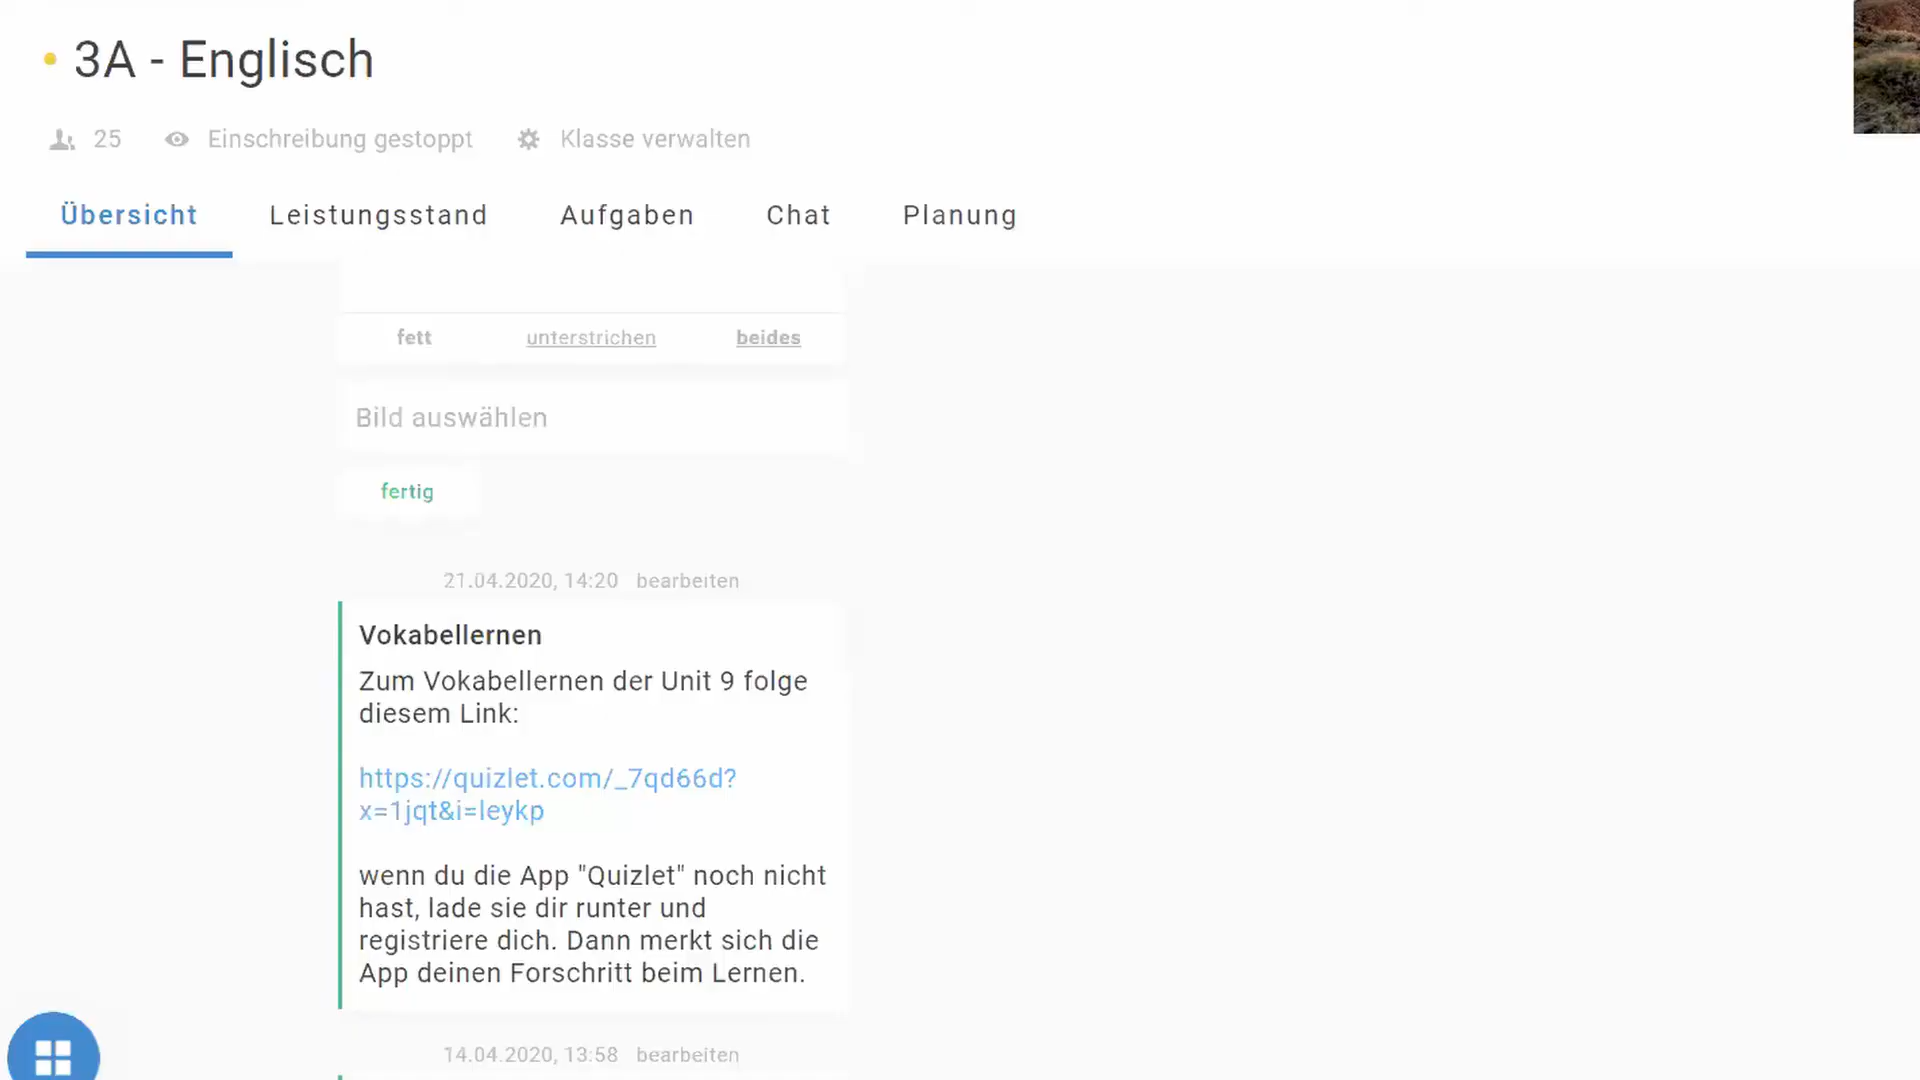 3A - Englisch
25 Einschreibung gestoppt Klasse verwalten
Übersicht Leistungsstand Aufgaben Chat Planung
fett unterstrichen beides
Bild auswählen
fertig
21.04.2020, 14:20 bearbeiten
Vokabellernen
Zum Vokabellernen der Unit 9 folge
diesem Link:
https://quizlet.com/_7qd66d?
x=1jqt&i=leykp
wenn du die App "Quizlet" noch nicht
hast, lade sie dir runter und
registriere dich. Dann merkt sich die
App deinen Forschritt beim Lernen.
14.04.2020, 13:58 bearbeiten